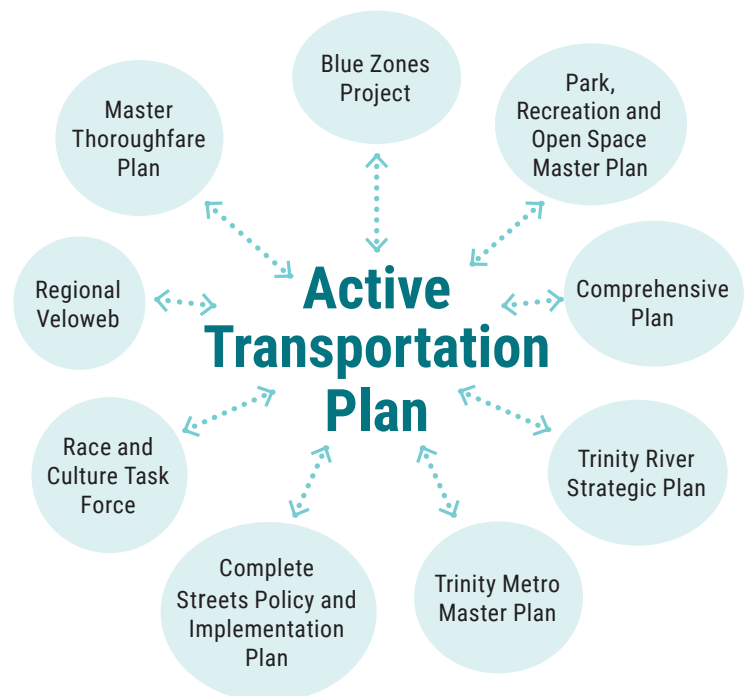 Blue Zones
Project
Park,
Recreation and
Open Space
Master Plan
Master
Thoroughfare
Plan
Comprehensive
Plan
Regional
Veloweb
Active
Transportation
Plan
Trinity River
Strategic Plan
Race and
Culture Task
Force
Trinity Metro
Master Plan
Complete
Streets Policy and
Implementation
Plan